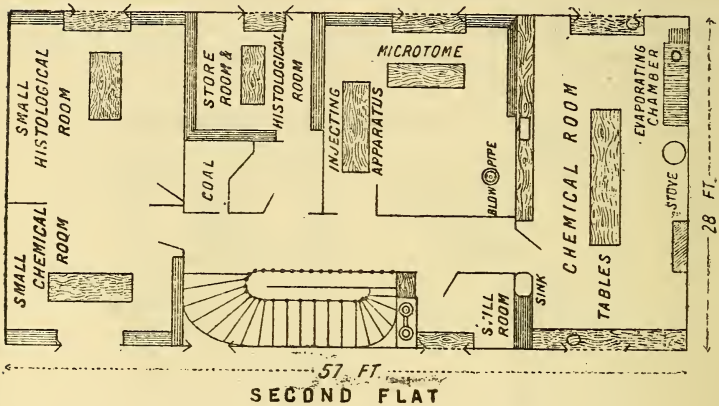 SMALL
HISTOLOGICAL
ROOM
STORE
ROOM &
HISTOLOGICAL
ROOM
MICROTOME
INJECTING
APPARATUS
BLOW PIPE
CHEMICAL ROOM
TABLES
EVAPORATING
CHAMBER
STOVE
28 FT.
COAL
SMALL
CHEMICAL
ROOM
ROOM
SINK
57 FT.
SECOND FLAT